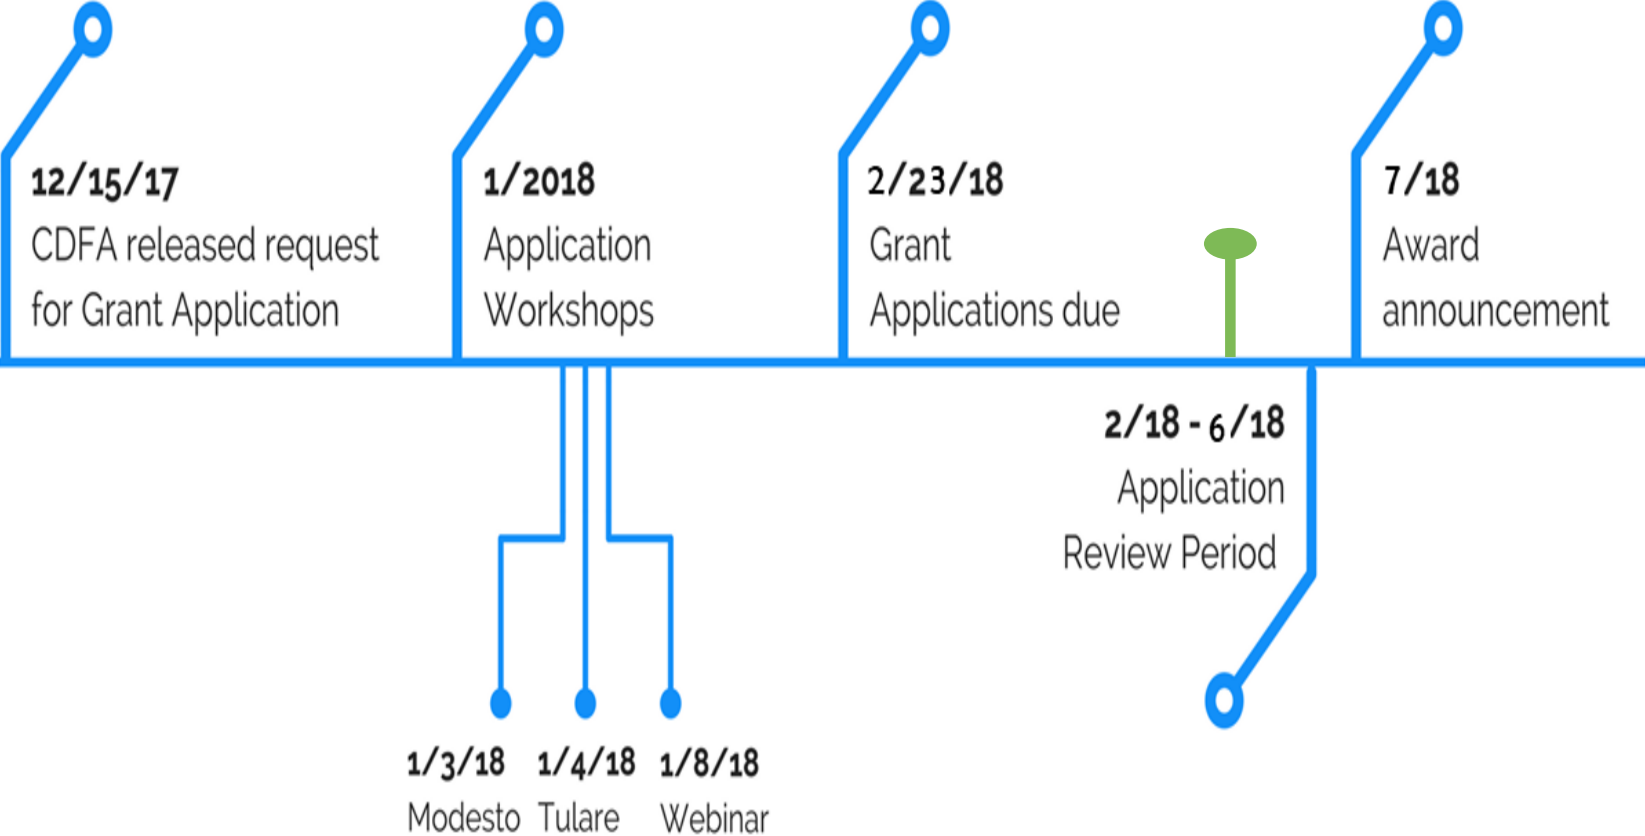 12/15/17
CDFA released request
for Grant Application
1/2018
Application
Workshops
2/23/18
Grant
Applications due
7/18
Award
announcement
2/18 - 6/18
Application
Review Period
1/3/18
Modesto
1/4/18
Tulare
1/8/18
Webinar